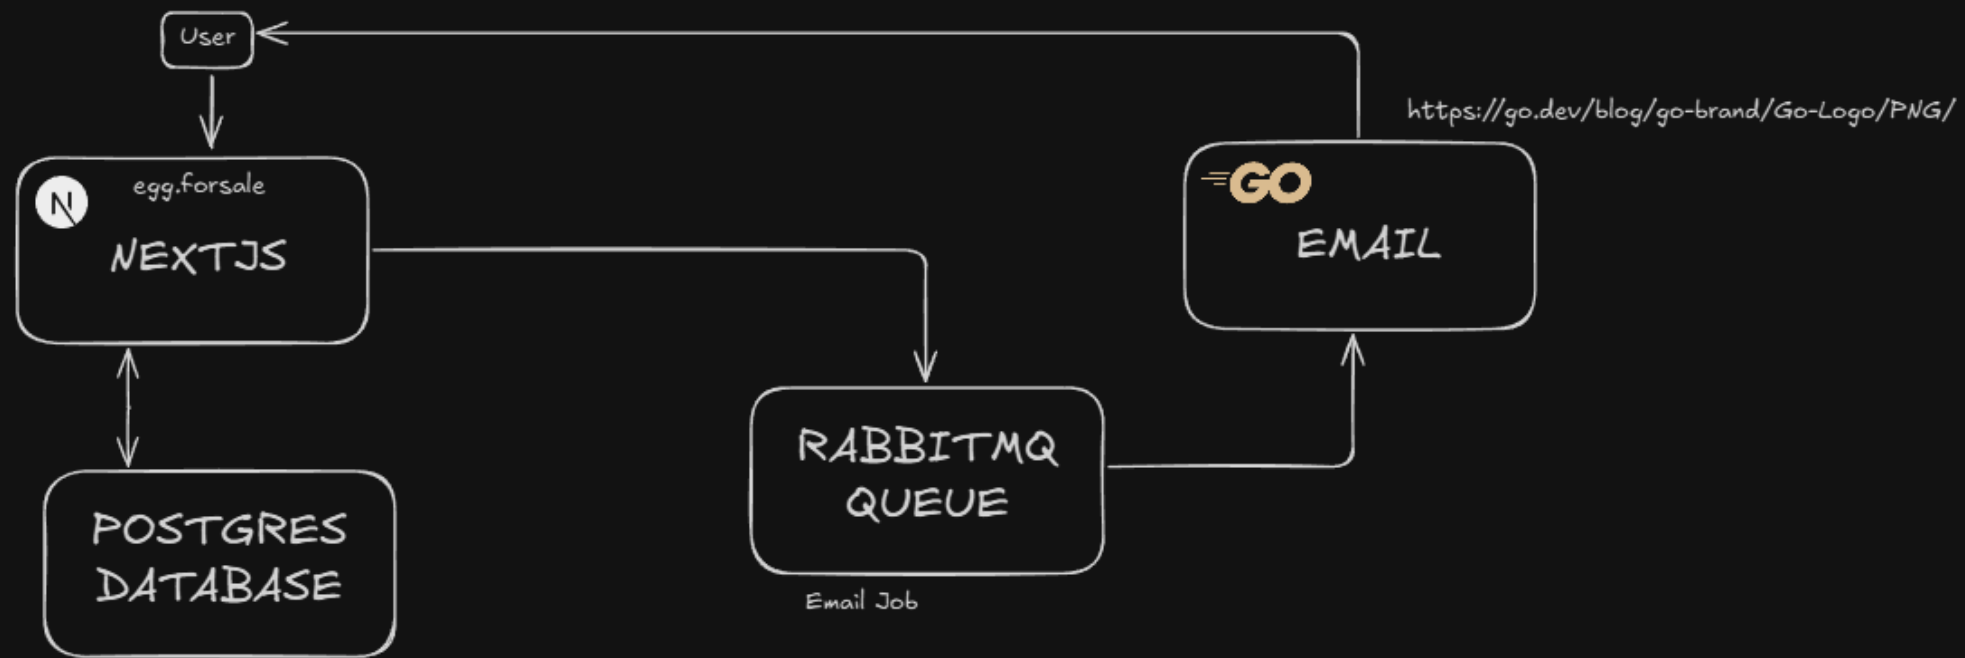 User
https://go.dev/blog/go-brand/Go-Logo/PNG/
egg.forsale
N
NEXTJS
GO
EMAIL
RABBITMQ
QUEUE
Email Job
POSTGRES
DATABASE